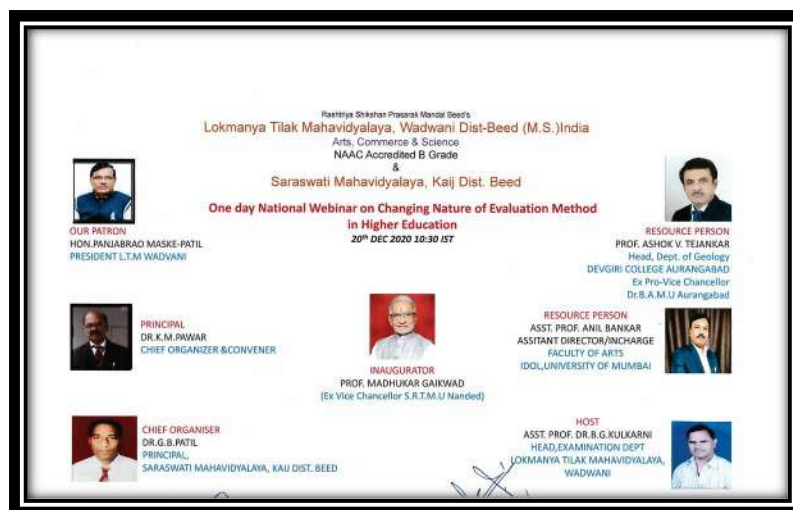 Rashtriya Shikshan Prasarak Mandal Beed's
Lokmanya Tilak Mahavidyalaya, Wadwani Dist-Beed (M.S.)India
Arts, Commerce & Science
NAAC Accredited B Grade
&
Saraswati Mahavidyalaya, Kaij Dist. Beed
One day National Webinar on Changing Nature of Evaluation Method
in Higher Education
20th DEC 2020 10:30 IST
OUR PATRON
HON.PANJABRAO MASKE-PATIL
PRESIDENT L.T.M WADVANI
RESOURCE PERSON
PROF. ASHOK V. TEJANKAR
Head, Dept. of Geology
DEVGIRI COLLEGE AURANGABAD
Ex Pro-Vice Chancellor
Dr.B.A.M.U Aurangabad
PRINCIPAL
DR.K.M.PAWAR
CHIEF ORGANIZER &CONVENER
INAUGURATOR
PROF. MADHUKAR GAIKWAD
(Ex Vice Chancellor S.R.T.M.U Nanded)
RESOURCE PERSON
ASST. PROF. ANIL BANKAR
ASSITANT DIRECTOR/INCHARGE
FACULTY OF ARTS
IDOL,UNIVERSITY OF MUMBAI
CHIEF ORGANISER
DR.G.B.PATIL
PRINCIPAL,
SARASWATI MAHAVIDYALAYA, KAIJ DIST. BEED
HOST
ASST. PROF. DR.B.G.KULKARNI
HEAD,EXAMINATION DEPT
LOKMANYA TILAK MAHAVIDYALAYA,
WADWANI